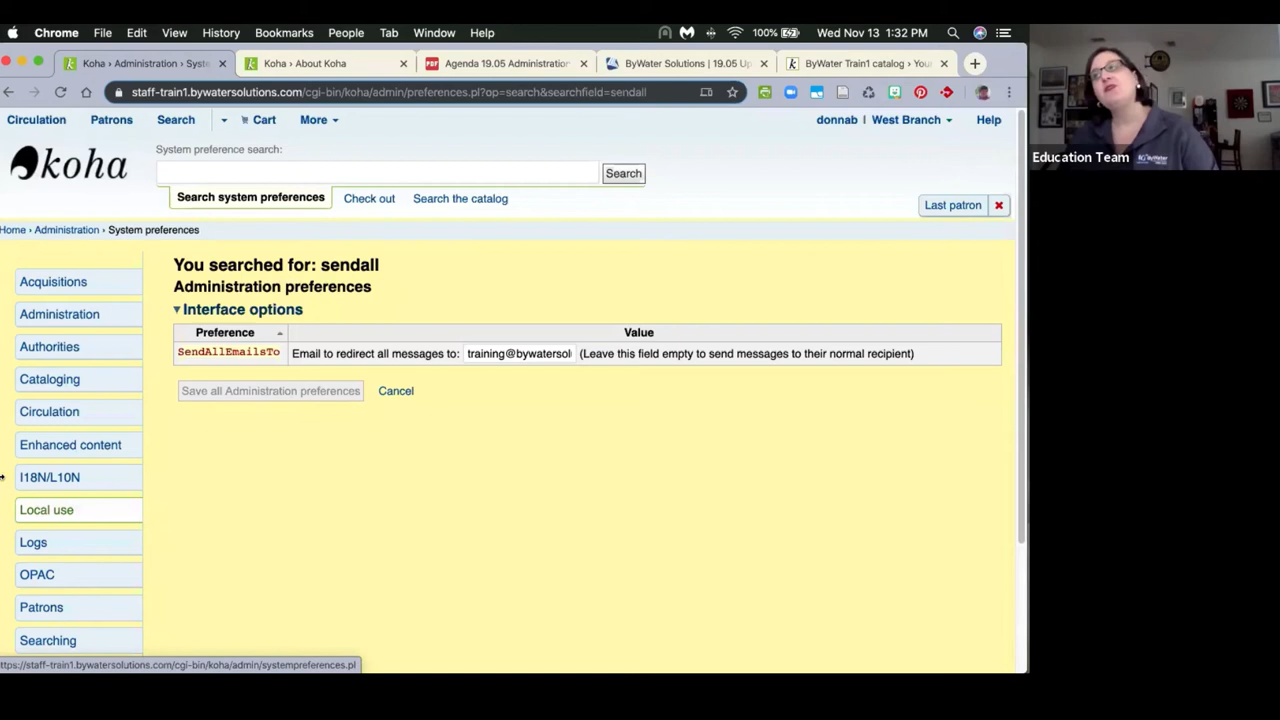 Chrome File Edit View History Bookmarks People Tab Window Help 100% Wed Nov 13 1:32 PM
Koha › Administration › Syste Koha › About Koha Agenda 19.05 Administration ByWater Solutions | 19.05 Up ByWater Train1 catalog › You
staff-train1.bywatersolutions.com/cgi-bin/koha/admin/preferences.pl?op=search&searchfield=sendall
Circulation Patrons Search Cart More donnab | West Branch Help
koha
System preference search:
Search
Search system preferences Check out Search the catalog
Last patron
Home › Administration › System preferences
You searched for: sendall
Administration preferences
Interface options
Preference Value
SendAllEmailsTo Email to redirect all messages to: training@bywatersol (Leave this field empty to send messages to their normal recipient)
Save all Administration preferences Cancel
Acquisitions
Administration
Authorities
Cataloging
Circulation
Enhanced content
I18N/L10N
Local use
Logs
OPAC
Patrons
Searching
ttps://staff-train1.bywatersolutions.com/cgi-bin/koha/admin/systempreferences.pl
Education Team
ByWater